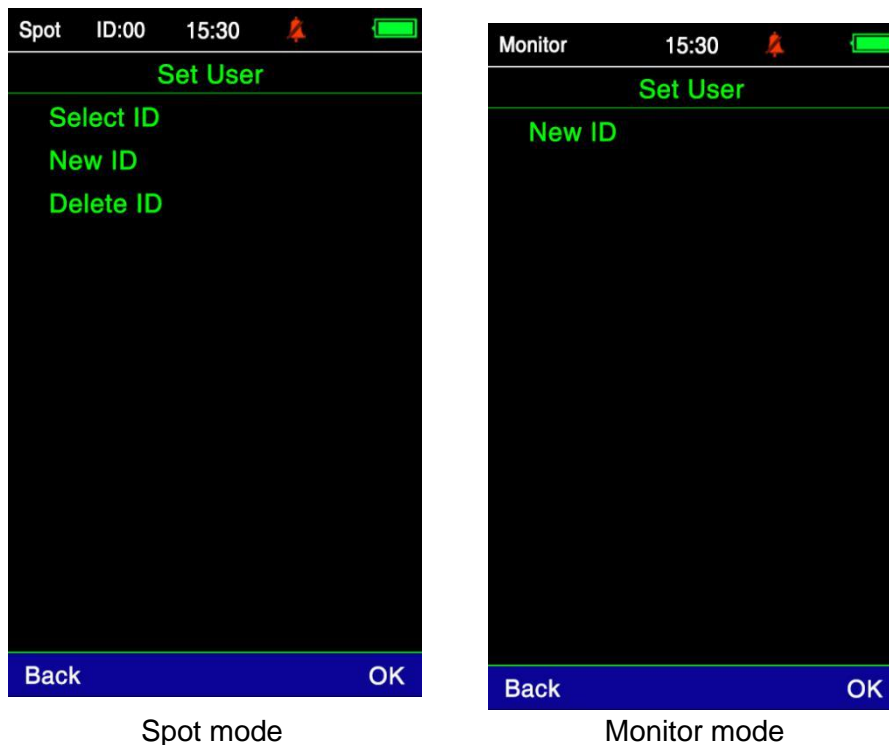 Spot ID:00 15:30
Set User
Select ID
New ID
Delete ID
Back OK
Spot mode
Monitor 15:30
Set User
New ID
Back OK
Monitor mode